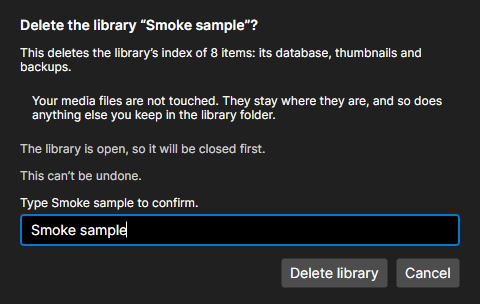 Delete the library “Smoke sample”?
This deletes the library’s index of 8 items: its database, thumbnails and
backups.
Your media files are not touched. They stay where they are, and so does
anything else you keep in the library folder.
The library is open, so it will be closed first.
This can’t be undone.
Type Smoke sample to confirm.
Smoke sample
Delete library Cancel